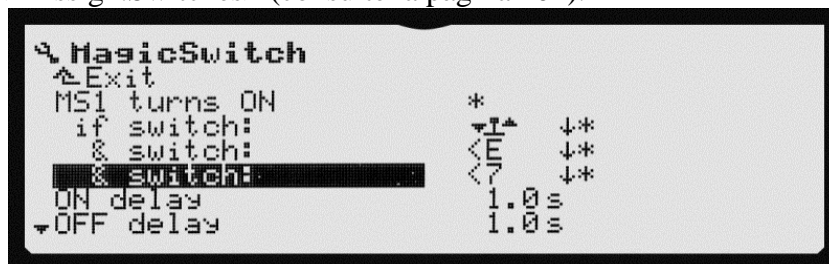 MagicSwitch
Exit
MS1 turns ON *
if switch: I ↓*
& switch: <E ↓*
& switch: <7 ↓*
ON delay 1.0s
OFF delay 1.0s